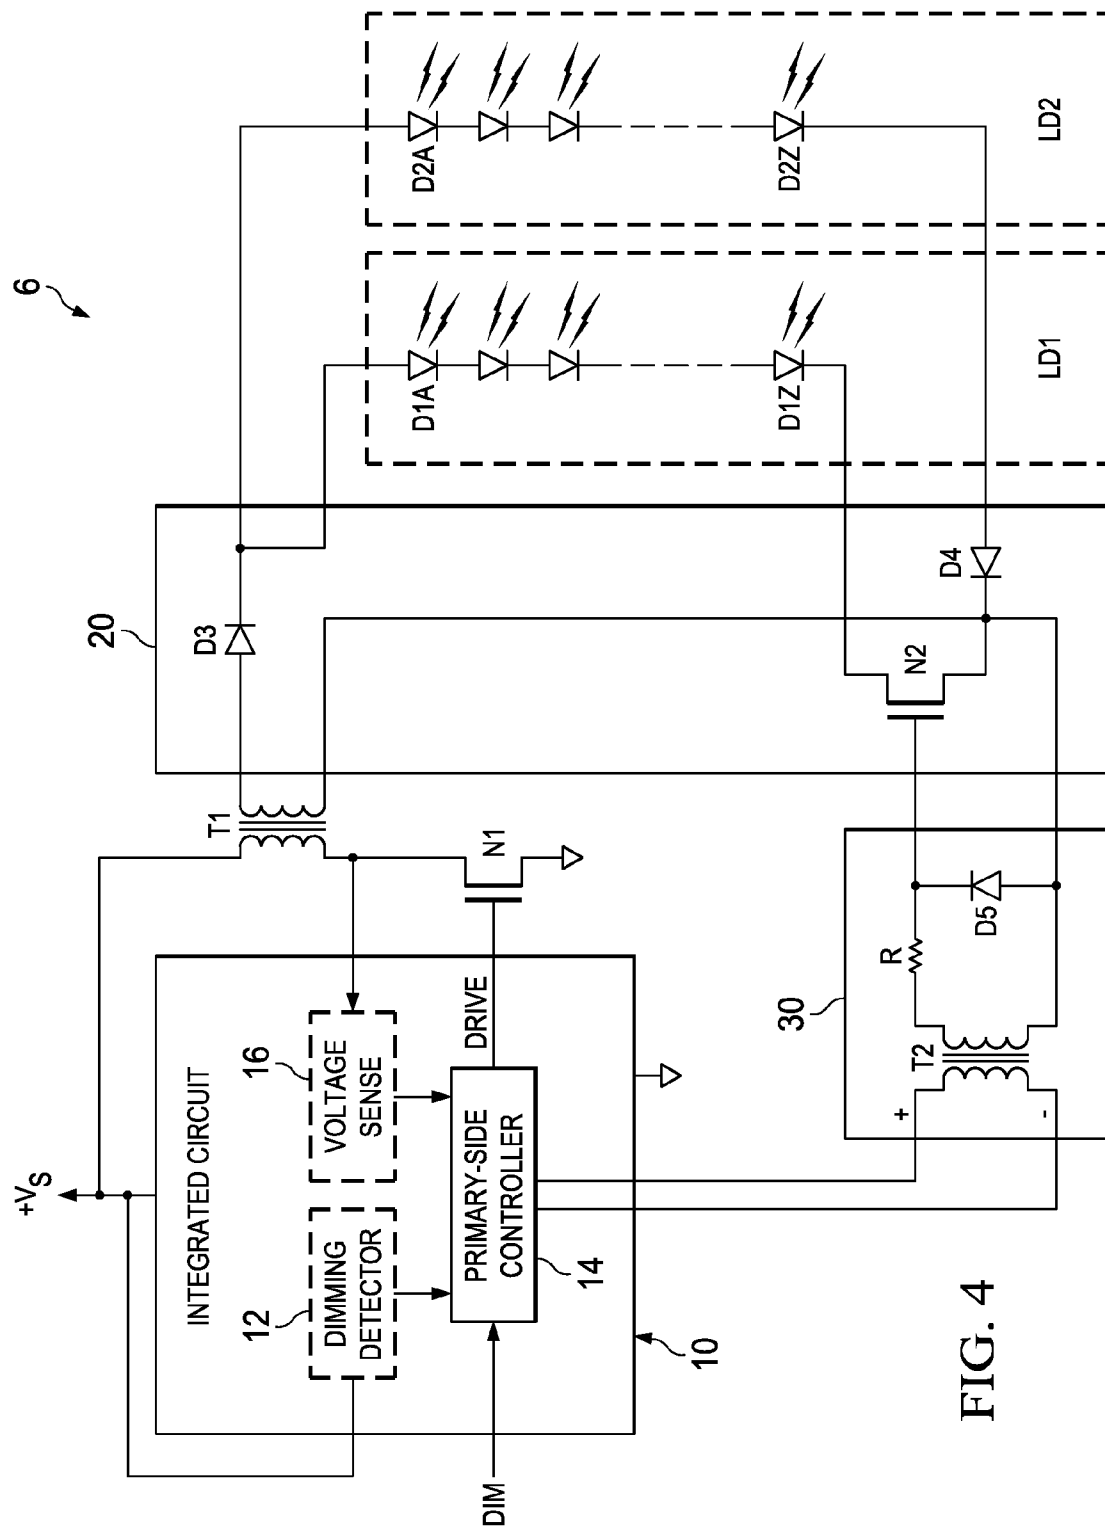 6
+VS
INTEGRATED CIRCUIT
12
DIMMING
DETECTOR
16
VOLTAGE
SENSE
PRIMARY-SIDE
CONTROLLER
14
DRIVE
DIM
10
T1
N1
20
D3
D4
N2
30
T2
+
-
R
D5
D1A
D1Z
LD1
D2A
D2Z
LD2
FIG. 4